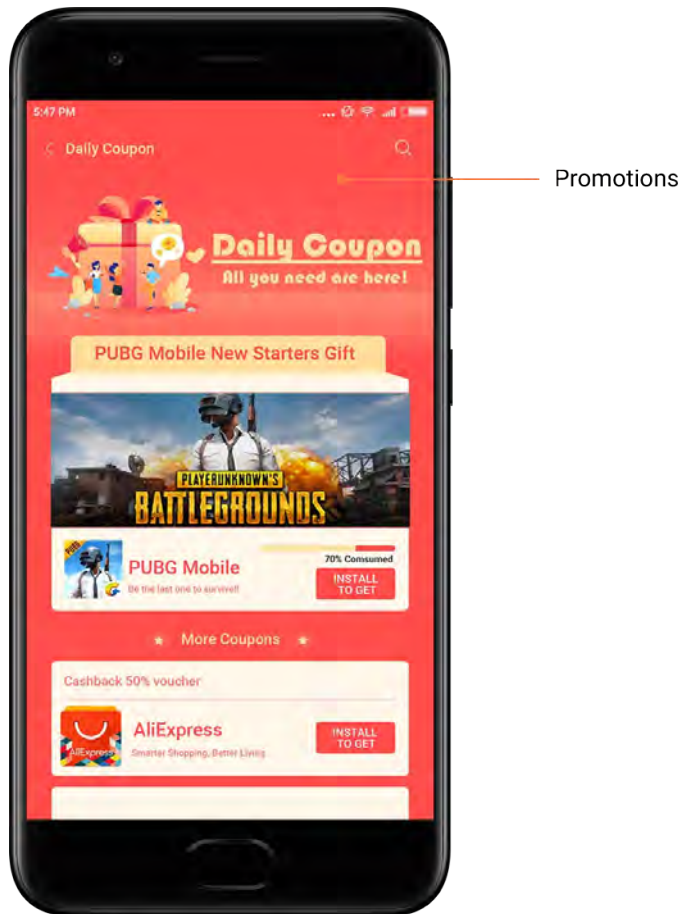 5:47 PM
Daily Coupon
Promotions
Daily Coupon
All you need are here!
PUBG Mobile New Starters Gift
PLAYERUNKNOWN'S
BATTLEGROUNDS
PUBG
PUBG Mobile
Be the last one to survive!!
70% Comsumed
INSTALL
TO GET
More Coupons
Cashback 50% voucher
AliExpress
AliExpress
Smarter Shopping, Better Living
INSTALL
TO GET